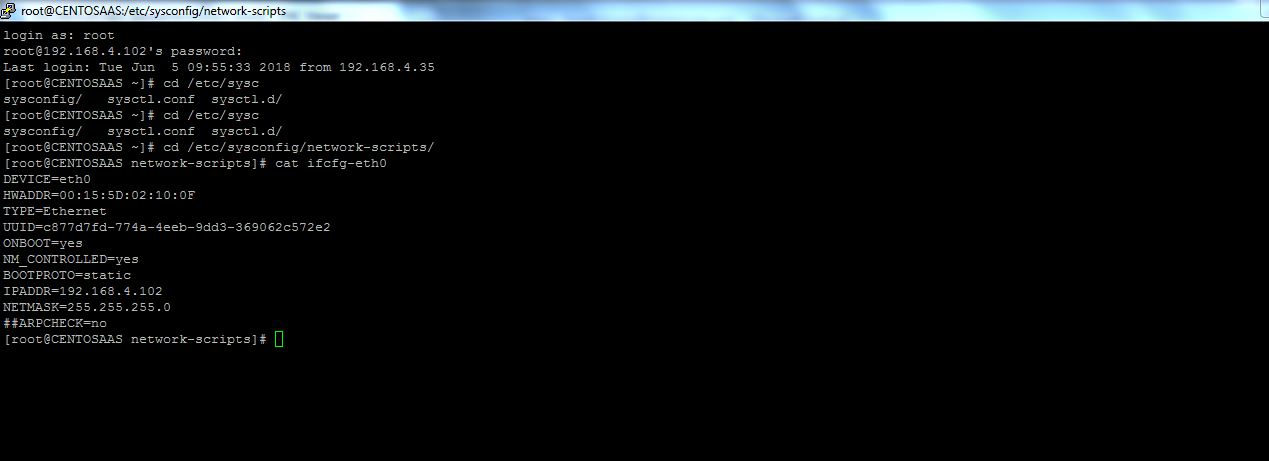 root@CENTOSAAS:/etc/sysconfig/network-scripts
login as: root
root@192.168.4.102's password:
Last login: Tue Jun  5 09:55:33 2018 from 192.168.4.35
[root@CENTOSAAS ~]# cd /etc/sysc
sysconfig/   sysctl.conf  sysctl.d/
[root@CENTOSAAS ~]# cd /etc/sysc
sysconfig/   sysctl.conf  sysctl.d/
[root@CENTOSAAS ~]# cd /etc/sysconfig/network-scripts/
[root@CENTOSAAS network-scripts]# cat ifcfg-eth0
DEVICE=eth0
HWADDR=00:15:5D:02:10:0F
TYPE=Ethernet
UUID=c877d7fd-774a-4eeb-9dd3-369062c572e2
ONBOOT=yes
NM_CONTROLLED=yes
BOOTPROTO=static
IPADDR=192.168.4.102
NETMASK=255.255.255.0
##ARPCHECK=no
[root@CENTOSAAS network-scripts]#